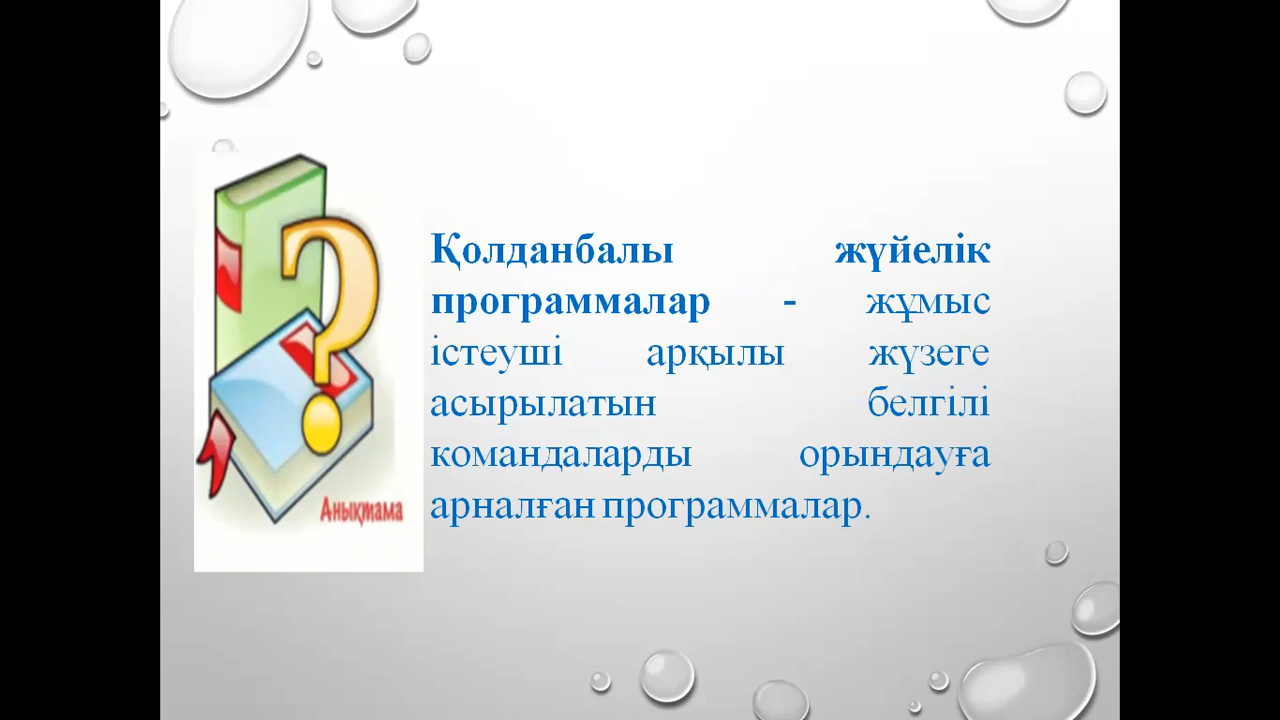 Қолданбалы жүйелік
программалар - жұмыс
істеуші арқылы жүзеге
асырылатын белгілі
командаларды орындауға
арналған программалар.
Анықтама